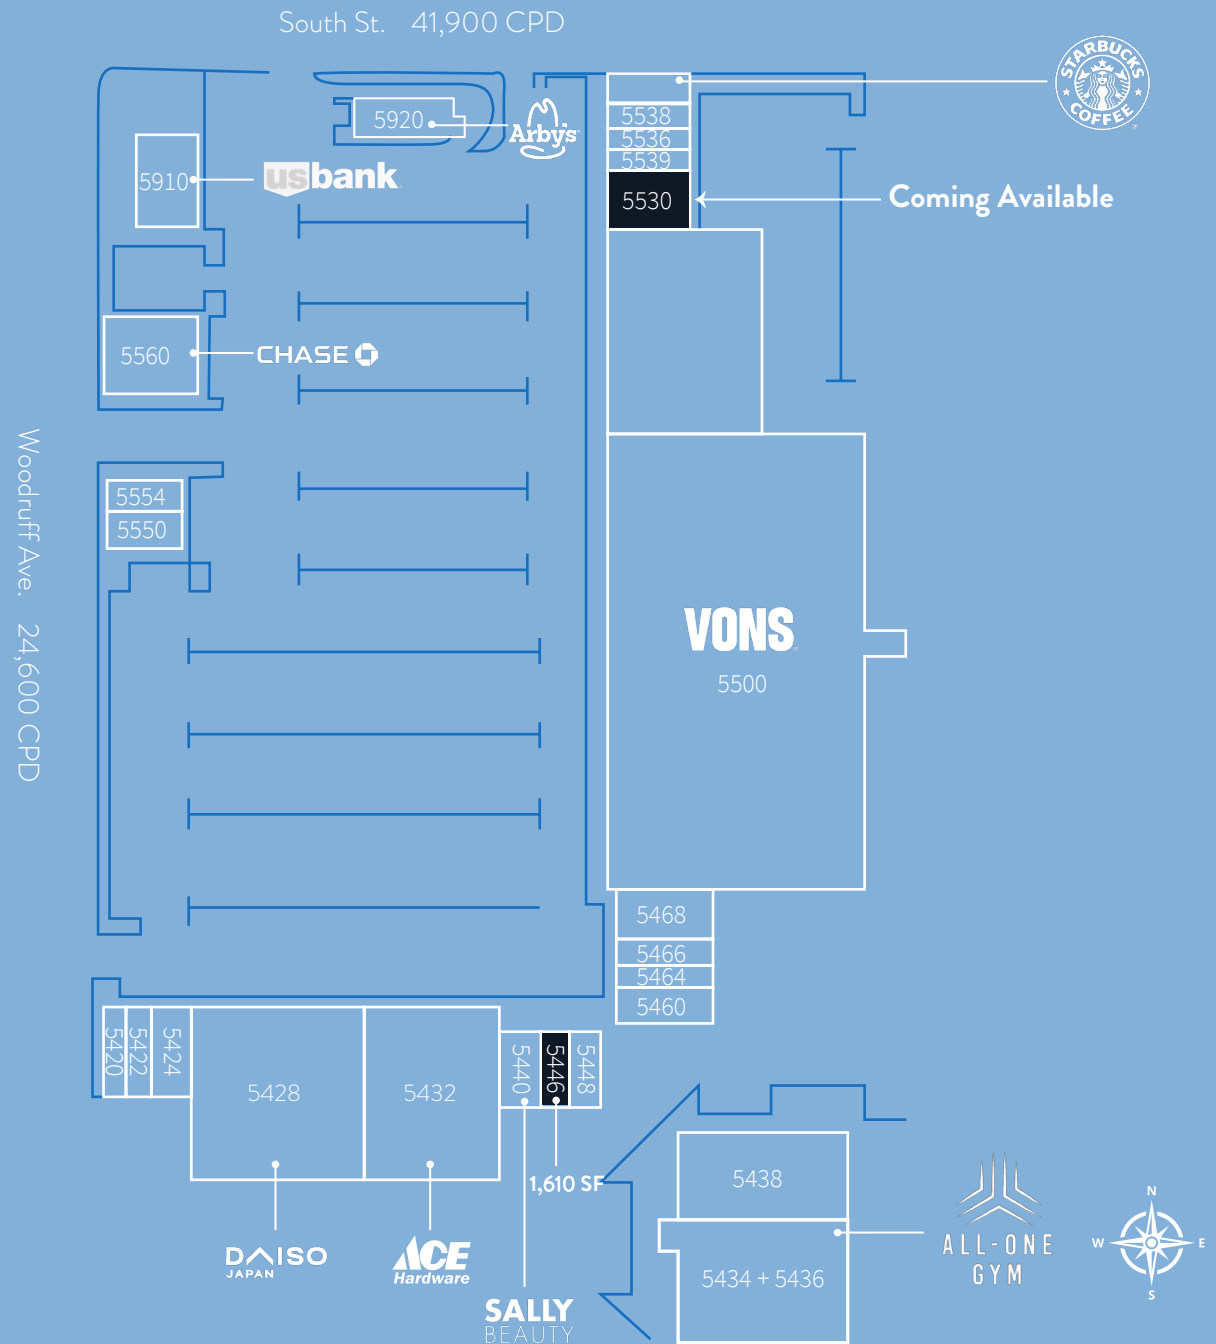 South St. 41,900 CPD
STARBUCKS
COFFEE
5920
Arby's
5538
5536
5539
5910
usbank
5530
Coming Available
5560
CHASE
Woodruff Ave. 24,600 CPD
5554
5550
VONS
5500
5468
5466
5464
5460
5420
5422
5424
5428
5432
5440
5446
5448
1,610 SF
5438
5434 + 5436
ALL-ONE
GYM
N
W
E
S
DAISO
JAPAN
ACE
Hardware
SALLY
BEAUTY